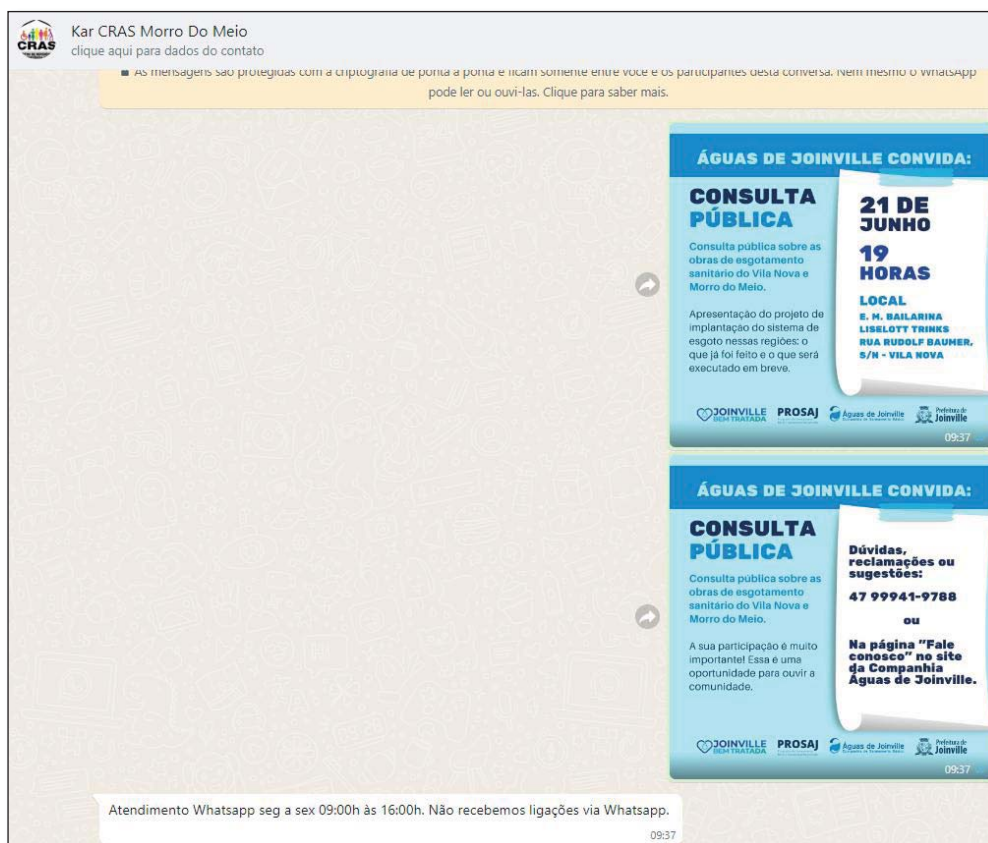 CRAS
Kar CRAS Morro Do Meio
clique aqui para dados do contato
As mensagens são protegidas com a criptografia de ponta a ponta e ficam somente entre você e os participantes desta conversa. Nem mesmo o WhatsApp
pode ler ou ouvi-las. Clique para saber mais.
ÁGUAS DE JOINVILLE CONVIDA:
CONSULTA
PÚBLICA
Consulta pública sobre as
obras de esgotamento
sanitário do Vila Nova e
Morro do Meio.
Apresentação do projeto de
implantação do sistema de
esgoto nessas regiões: o
que já foi feito e o que será
executado em breve.
21 DE
JUNHO
19
HORAS
LOCAL
E. M. BAILARINA
LISELOTT TRINKS
RUA RUDOLF BAUMER,
S/N - VILA NOVA
JOINVILLE
BEM TRATADA
PROSAJ
Águas de Joinville
Prefeitura de
Joinville
09:37
ÁGUAS DE JOINVILLE CONVIDA:
CONSULTA
PÚBLICA
Consulta pública sobre as
obras de esgotamento
sanitário do Vila Nova e
Morro do Meio.
A sua participação é muito
importante! Essa é uma
oportunidade para ouvir a
comunidade.
Dúvidas,
reclamações ou
sugestões:
47 99941-9788
ou
Na página "Fale
conosco" no site
da Companhia
Águas de Joinville.
JOINVILLE
BEM TRATADA
PROSAJ
Águas de Joinville
Prefeitura de
Joinville
09:37
Atendimento Whatsapp seg a sex 09:00h às 16:00h. Não recebemos ligações via Whatsapp.
09:37